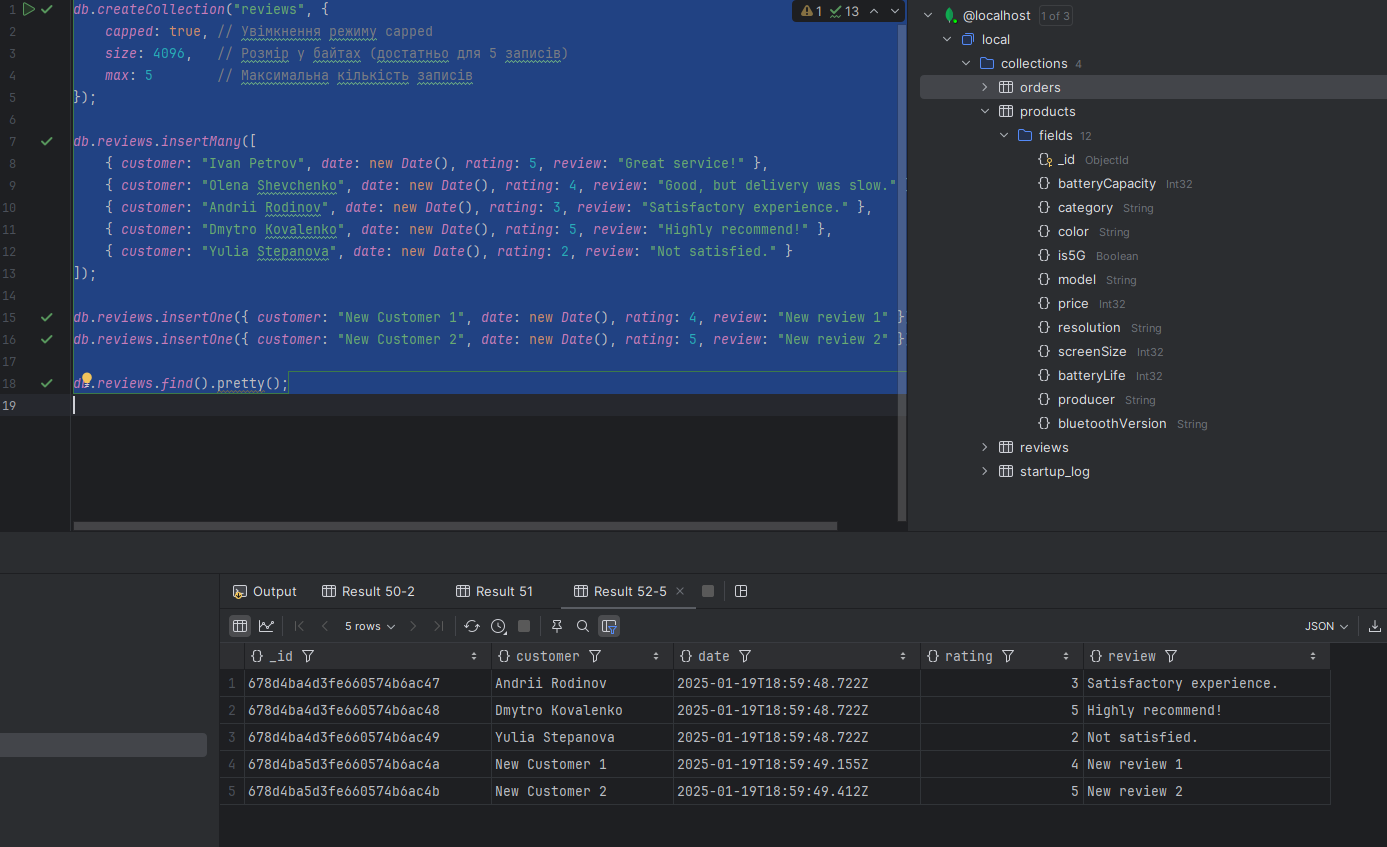 1 db.createCollection("reviews", {
2 capped: true, // Увімкнення режиму capped
3 size: 4096, // Розмір у байтах (достатньо для 5 записів)
4 max: 5 // Максимальна кількість записів
5 });
6
7 db.reviews.insertMany([
8 { customer: "Ivan Petrov", date: new Date(), rating: 5, review: "Great service!" },
9 { customer: "Olena Shevchenko", date: new Date(), rating: 4, review: "Good, but delivery was slow."
10 { customer: "Andrii Rodinov", date: new Date(), rating: 3, review: "Satisfactory experience." },
11 { customer: "Dmytro Kovalenko", date: new Date(), rating: 5, review: "Highly recommend!" },
12 { customer: "Yulia Stepanova", date: new Date(), rating: 2, review: "Not satisfied." }
13 ]);
14
15 db.reviews.insertOne({ customer: "New Customer 1", date: new Date(), rating: 4, review: "New review 1" }
16 db.reviews.insertOne({ customer: "New Customer 2", date: new Date(), rating: 5, review: "New review 2" }
17
18 d .reviews.find().pretty();
19
1 13
@localhost 1 of 3
local
collections 4
orders
products
fields 12
_id ObjectId
batteryCapacity Int32
category String
color String
is5G Boolean
model String
price Int32
resolution String
screenSize Int32
batteryLife Int32
producer String
bluetoothVersion String
reviews
startup_log
Output Result 50-2 Result 51 Result 52-5
5 rows JSON
_id customer date rating review
1 678d4ba4d3fe660574b6ac47 Andrii Rodinov 2025-01-19T18:59:48.722Z 3 Satisfactory experience.
2 678d4ba4d3fe660574b6ac48 Dmytro Kovalenko 2025-01-19T18:59:48.722Z 5 Highly recommend!
3 678d4ba4d3fe660574b6ac49 Yulia Stepanova 2025-01-19T18:59:48.722Z 2 Not satisfied.
4 678d4ba5d3fe660574b6ac4a New Customer 1 2025-01-19T18:59:49.155Z 4 New review 1
5 678d4ba5d3fe660574b6ac4b New Customer 2 2025-01-19T18:59:49.412Z 5 New review 2